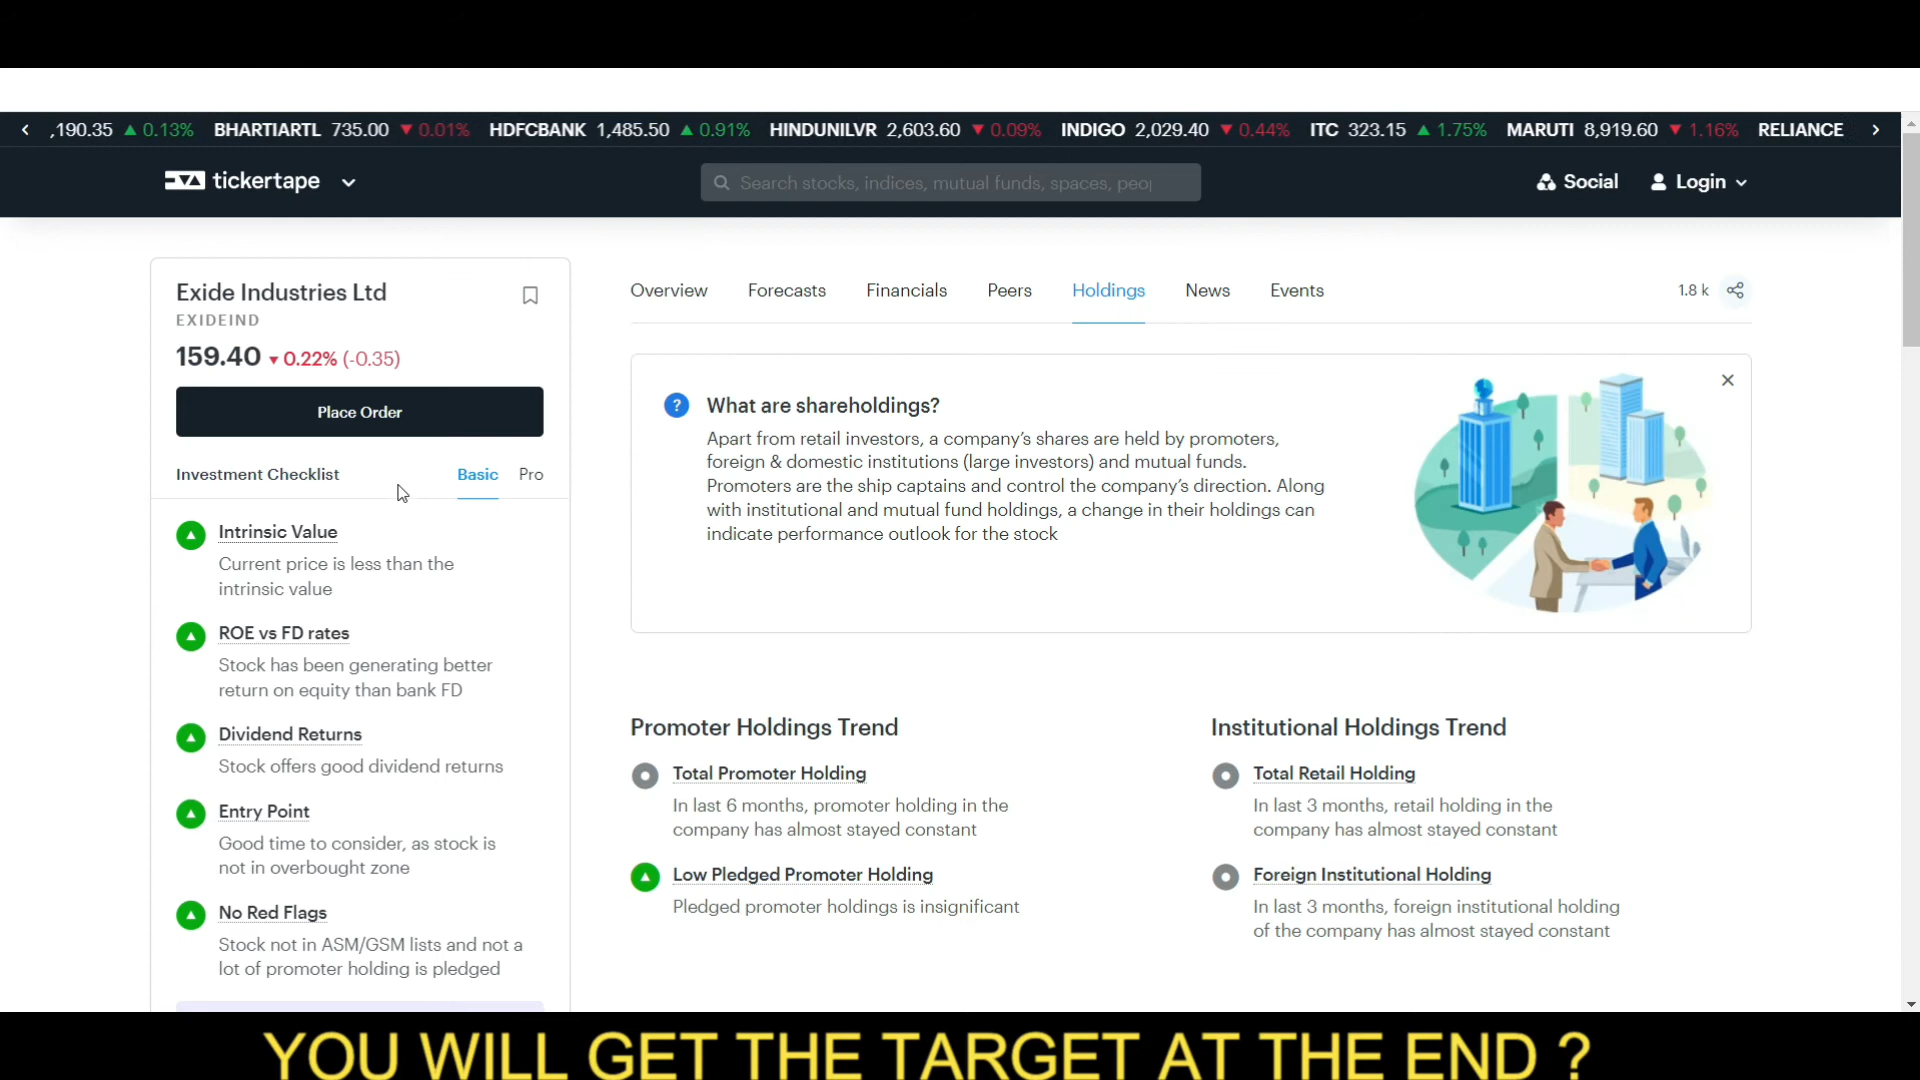 ,190.35 ▲ 0.13% BHARTIARTL 735.00 ▼ 0.01% HDFCBANK 1,485.50 ▲ 0.91% HINDUNILVR 2,603.60 ▼ 0.09% INDIGO 2,029.40 ▼ 0.44% ITC 323.15 ▲ 1.75% MARUTI 8,919.60 ▼ 1.16% RELIANCE
tickertape
Search stocks, indices, mutual funds, spaces, peo
Social
Login
Exide Industries Ltd
EXIDEIND
159.40 ▼ 0.22% (-0.35)
Place Order
Investment Checklist Basic Pro
Intrinsic Value
Current price is less than the
intrinsic value
ROE vs FD rates
Stock has been generating better
return on equity than bank FD
Dividend Returns
Stock offers good dividend returns
Entry Point
Good time to consider, as stock is
not in overbought zone
No Red Flags
Stock not in ASM/GSM lists and not a
lot of promoter holding is pledged
Overview Forecasts Financials Peers Holdings News Events 1.8 k
? What are shareholdings?
Apart from retail investors, a company's shares are held by promoters,
foreign & domestic institutions (large investors) and mutual funds.
Promoters are the ship captains and control the company's direction. Along
with institutional and mutual fund holdings, a change in their holdings can
indicate performance outlook for the stock
Promoter Holdings Trend
Total Promoter Holding
In last 6 months, promoter holding in the
company has almost stayed constant
Low Pledged Promoter Holding
Pledged promoter holdings is insignificant
Institutional Holdings Trend
Total Retail Holding
In last 3 months, retail holding in the
company has almost stayed constant
Foreign Institutional Holding
In last 3 months, foreign institutional holding
of the company has almost stayed constant
YOU WILL GET THE TARGET AT THE END ?